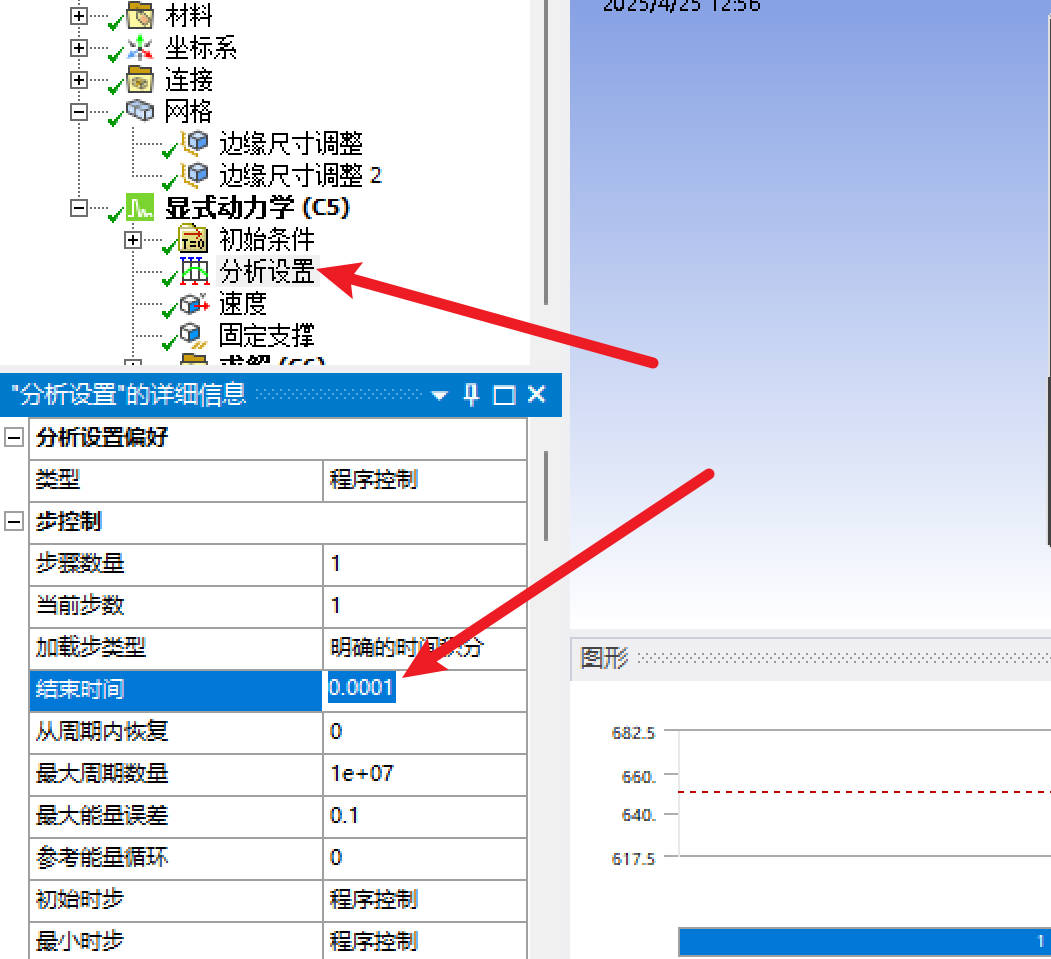 2025/4/25 12:56
材料
坐标系
连接
网格
边缘尺寸调整
边缘尺寸调整 2
显式动力学 (C5)
初始条件
T=0
分析设置
速度
固定支撑
求解 (C6)
"分析设置"的详细信息
分析设置偏好
类型 程序控制
步控制
步骤数量 1
当前步数 1
加载步类型 明确的时间积分
结束时间 0.0001
从周期内恢复 0
最大周期数量 1e+07
最大能量误差 0.1
参考能量循环 0
初始时步 程序控制
最小时步 程序控制
图形
682.5
660.
640.
617.5
1